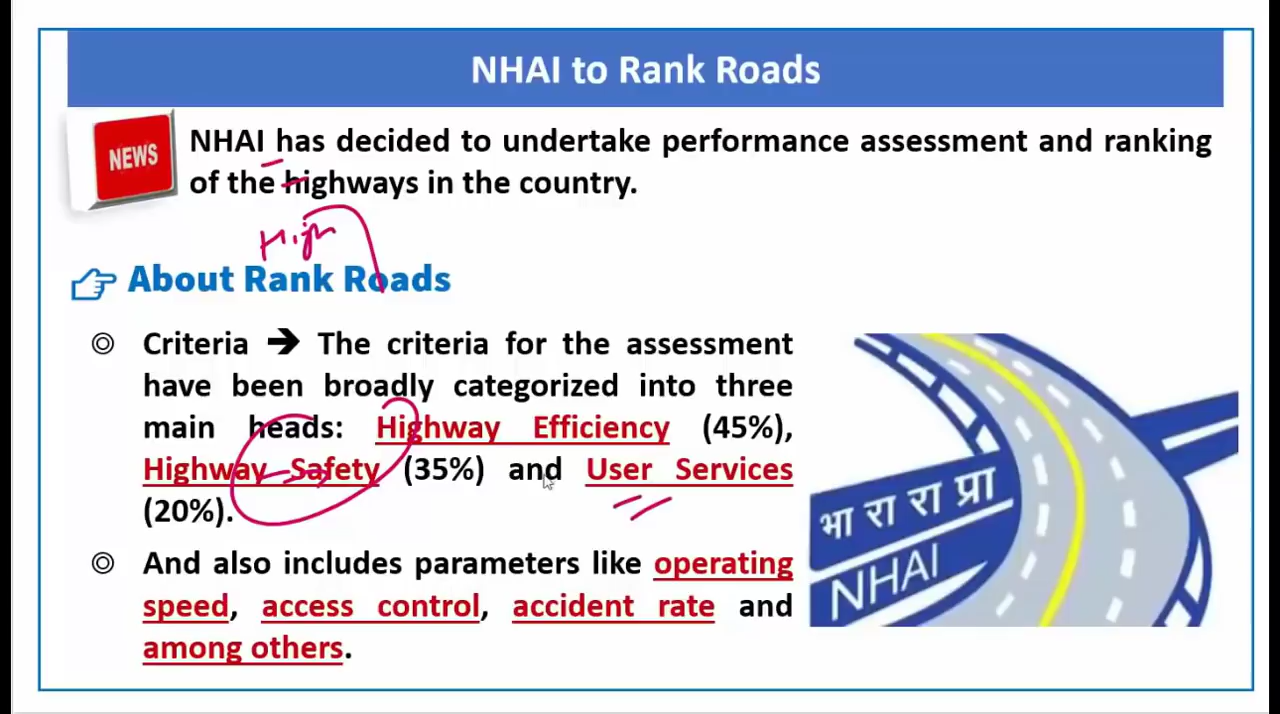 NHAI to Rank Roads
NEWS
NHAI has decided to undertake performance assessment and ranking
of the highways in the country.
High
About Rank Roads
Criteria → The criteria for the assessment
have been broadly categorized into three
main heads: Highway Efficiency (45%),
Highway Safety (35%) and User Services
(20%).
And also includes parameters like operating
speed, access control, accident rate and
among others.
भा रा रा प्रा
NHAI